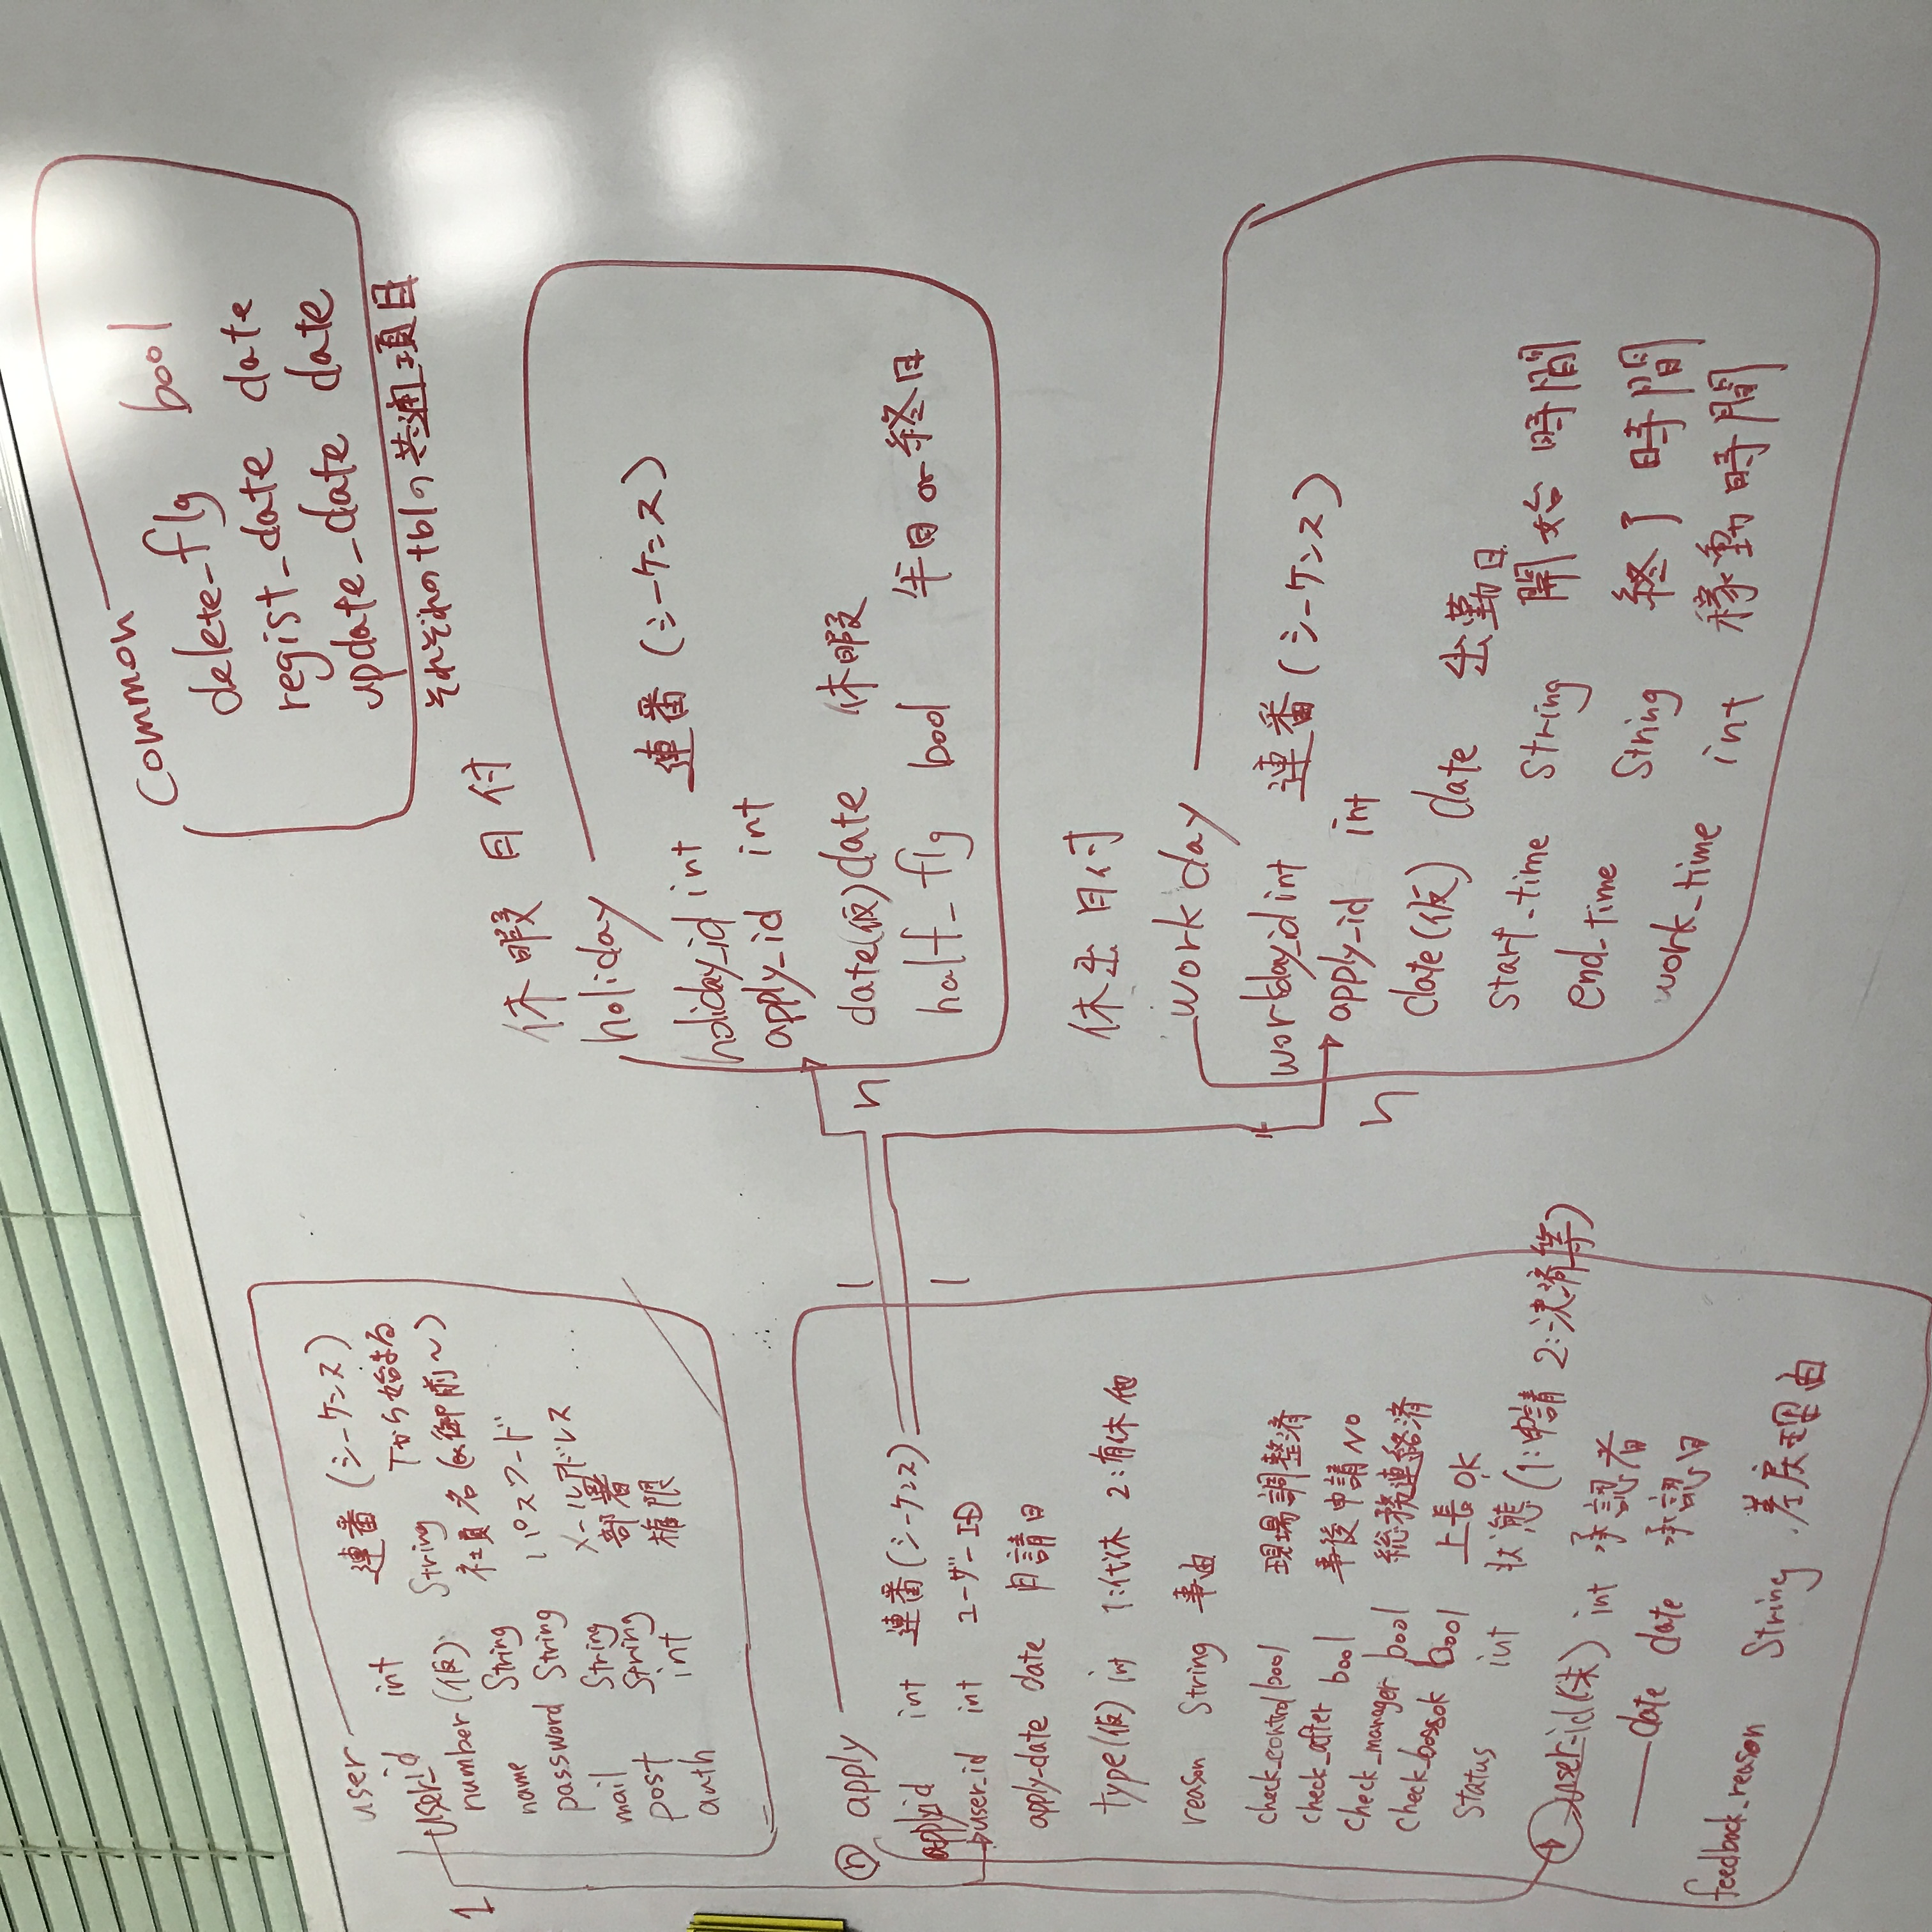 Common
delete_flg bool
regist_date date
update_date date
それぞれのtblの共通項目
user
user_id int 連番(シーケンス)
number(仮) String Tから始まる
name String 社員名(ex御前~)
password String パスワード
mail String メールアドレス
post String 部署
auth int 権限
1
n apply
apply_id int 連番(シーケンス)
user_id int ユーザーID
apply_date date 申請日
type(仮) int 1:代休 2:有休他
reason String 事由
check_control bool 現場調整済
check_after bool 事後申請NO
check_manager bool 総務連絡済
check_bossok bool 上長OK
status int 状態(1:申請 2:決済等)
user_id(未) int 承認者
date date 承認日
feedback_reason String 差戻理由
1
1
n
n
休暇日付
holiday
holiday_id int 連番(シーケンス)
apply_id int
date(仮) date 休暇
half_flg bool 半日or終日
休出日付
work day
workday_id int 連番(シーケンス)
apply_id int
date(仮) date 出勤日
start_time String 開始時間
end_time String 終了時間
work_time int 稼動時間